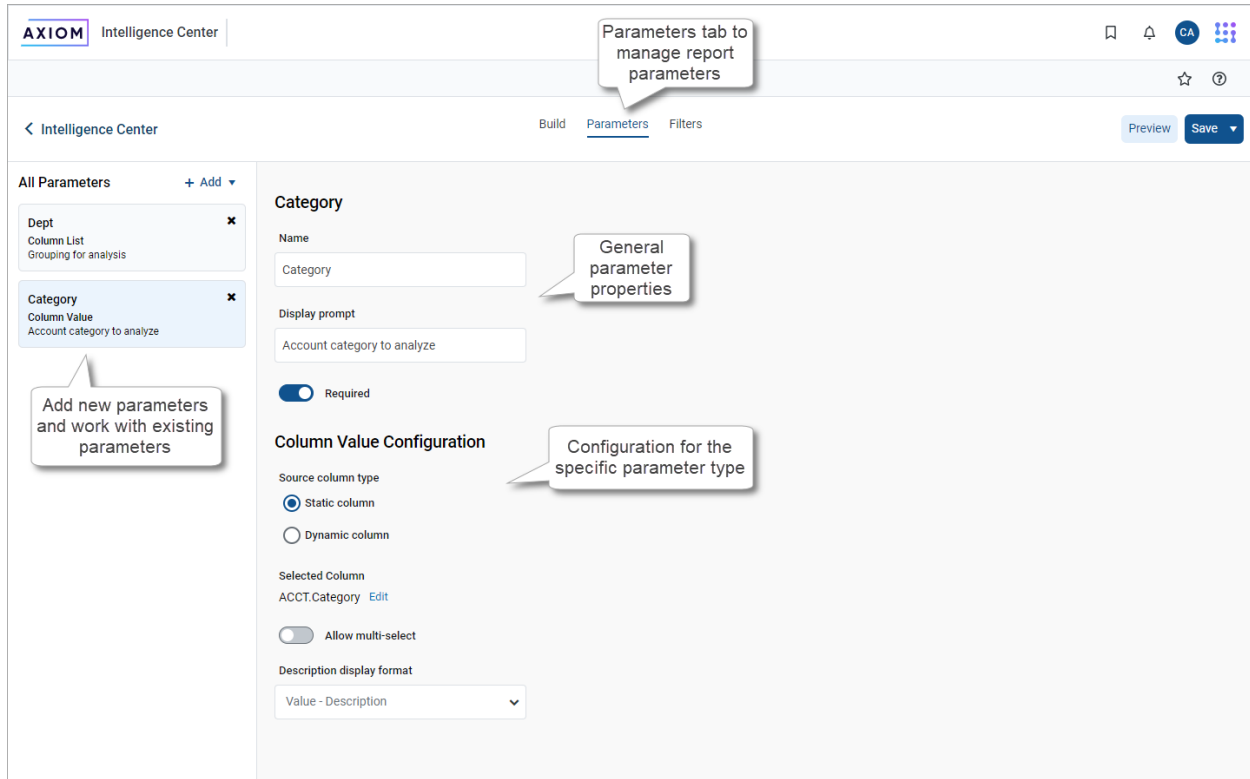 AXIOM Intelligence Center
Parameters tab to
manage report
parameters
CA
Intelligence Center
Build Parameters Filters
Preview Save
All Parameters + Add
Dept
Column List
Grouping for analysis
Category
Column Value
Account category to analyze
Add new parameters
and work with existing
parameters
Category
Name
Category
General
parameter
properties
Display prompt
Account category to analyze
Required
Column Value Configuration
Configuration for the
specific parameter type
Source column type
Static column
Dynamic column
Selected Column
ACCT.Category Edit
Allow multi-select
Description display format
Value - Description